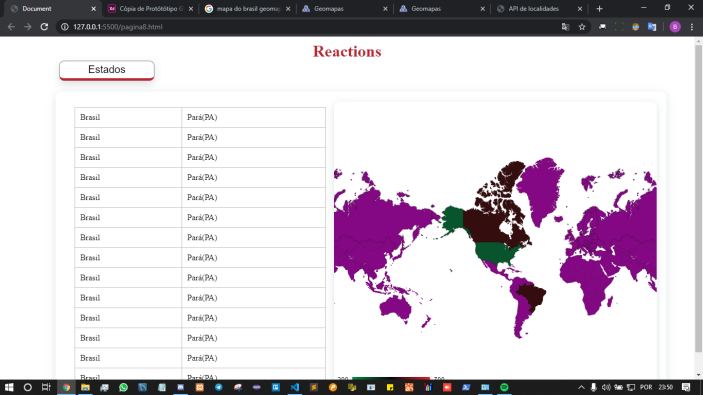 Document
Cópia de Protótótipo G
mapa do brasil geomap
Geomapas
Geomapas
API de localidades
127.0.0.1:5500/pagina8.html
Reactions
Estados
Brasil Pará(PA)
Brasil Pará(PA)
Brasil Pará(PA)
Brasil Pará(PA)
Brasil Pará(PA)
Brasil Pará(PA)
Brasil Pará(PA)
Brasil Pará(PA)
Brasil Pará(PA)
Brasil Pará(PA)
Brasil Pará(PA)
Brasil Pará(PA)
Brasil Pará(PA)
Brasil Pará(PA)
200 700
POR 23:50